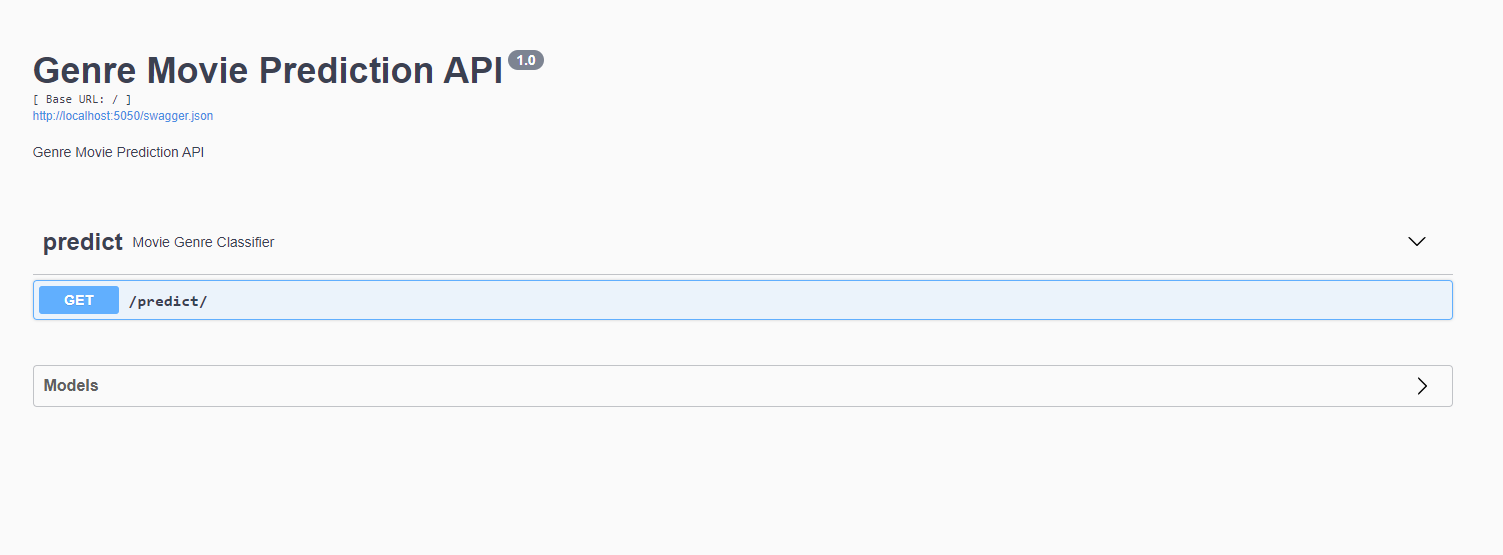 Genre Movie Prediction API 1.0
[ Base URL: / ]
http://localhost:5050/swagger.json
Genre Movie Prediction API
predict Movie Genre Classifier
GET /predict/
Models